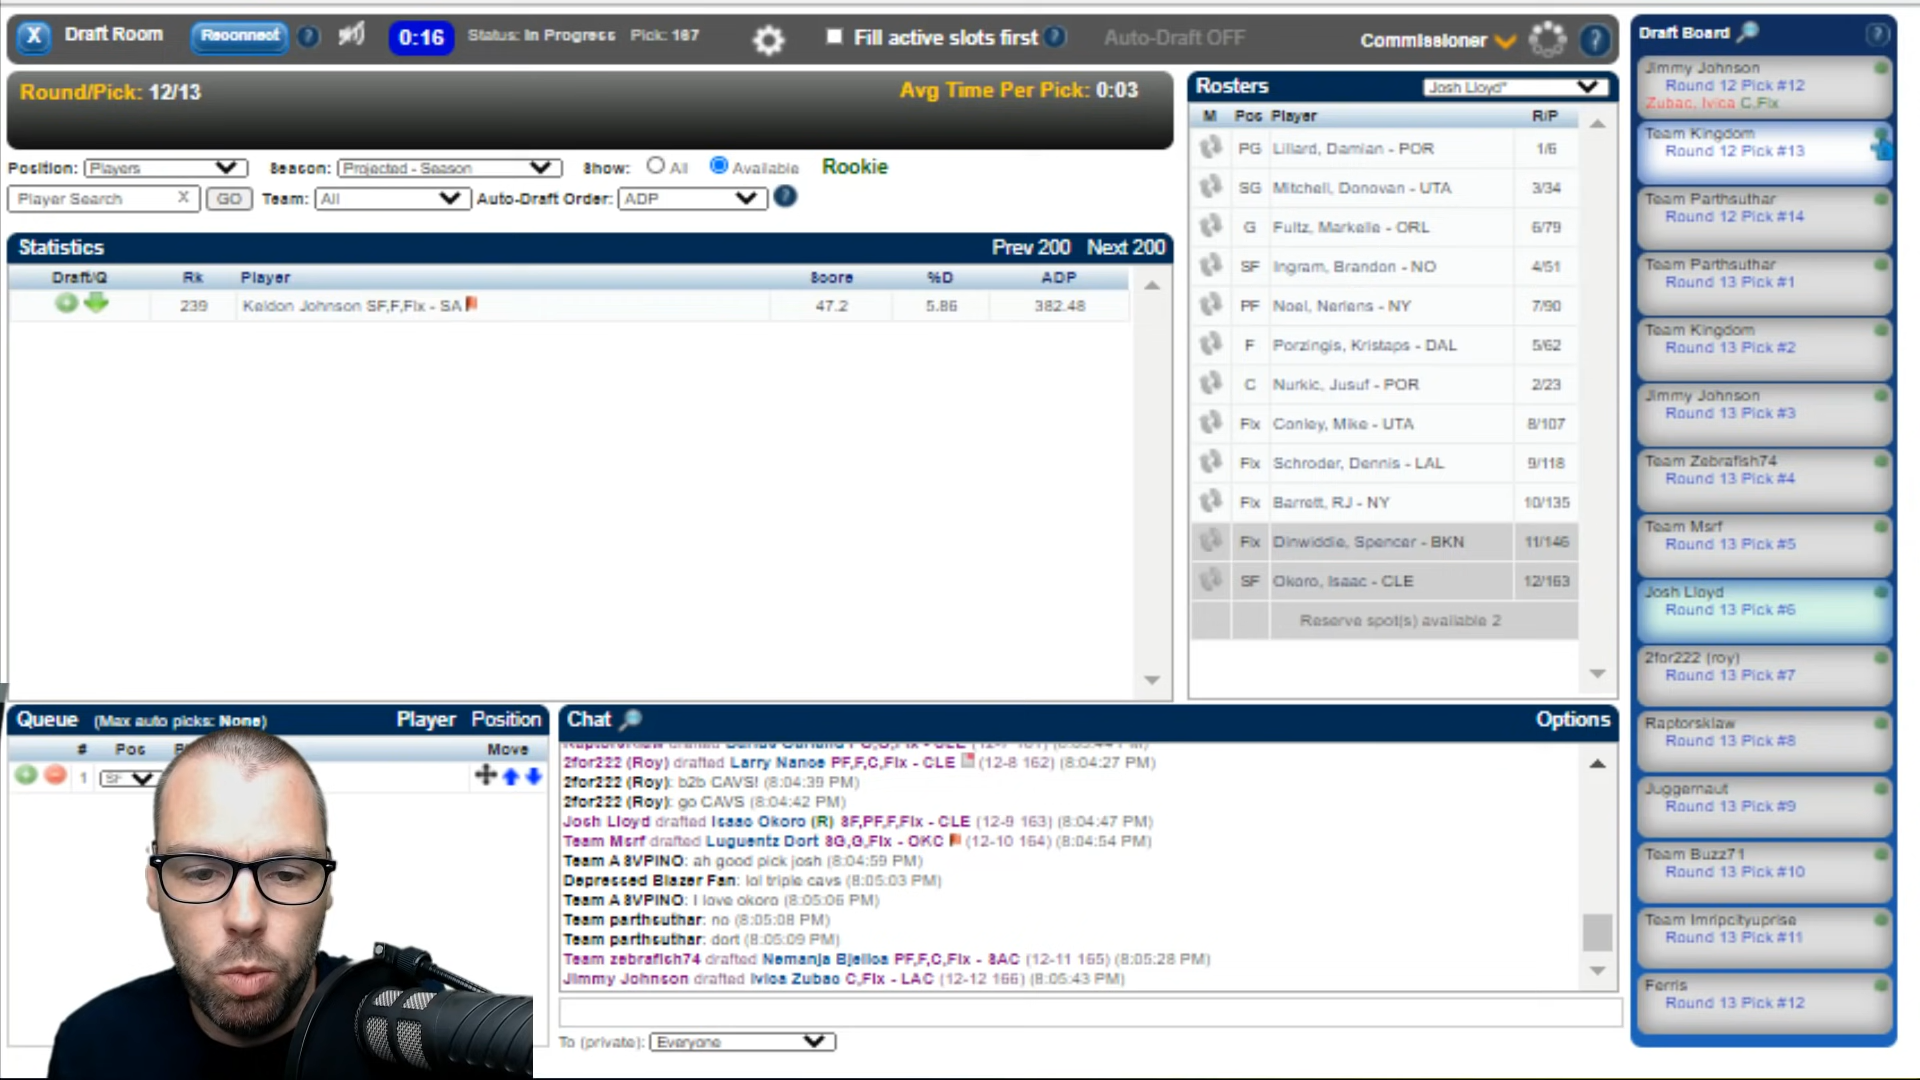 X Draft Room Reconnect ? 0:16 Status: In Progress Pick: 167 Fill active slots first ? Auto-Draft OFF Commissioner ?
Round/Pick: 12/13 Avg Time Per Pick: 0:03
Position: Players Season: Projected - Season Show: All Available Rookie
Player Search X GO Team: All Auto-Draft Order: ADP ?
Statistics Prev 200 Next 200
Draft/Q Rk Player Score %D ADP
239 Keldon Johnson SF,F,Flx - SA 47.2 5.86 382.48
Rosters Josh Lloyd*
M Pos Player R/P
PG Lillard, Damian - POR 1/6
SG Mitchell, Donovan - UTA 3/34
G Fultz, Markelle - ORL 6/79
SF Ingram, Brandon - NO 4/51
PF Noel, Nerlens - NY 7/90
F Porzingis, Kristaps - DAL 5/62
C Nurkic, Jusuf - POR 2/23
Flx Conley, Mike - UTA 8/107
Flx Schroder, Dennis - LAL 9/118
Flx Barrett, RJ - NY 10/135
Flx Dinwiddie, Spencer - BKN 11/146
SF Okoro, Isaac - CLE 12/163
Reserve spot(s) available 2
Draft Board ?
Jimmy Johnson
Round 12 Pick #12
Zubac, Ivica C,Flx
Team Kingdom
Round 12 Pick #13
Team Parthsuthar
Round 12 Pick #14
Team Parthsuthar
Round 13 Pick #1
Team Kingdom
Round 13 Pick #2
Jimmy Johnson
Round 13 Pick #3
Team Zebrafish74
Round 13 Pick #4
Team Msrf
Round 13 Pick #5
Josh Lloyd
Round 13 Pick #6
2for222 (roy)
Round 13 Pick #7
Raptorsklaw
Round 13 Pick #8
Juggernaut
Round 13 Pick #9
Team Buzz71
Round 13 Pick #10
Team Imripcityuprise
Round 13 Pick #11
Ferris
Round 13 Pick #12
Queue (Max auto picks: None) Player Position
# Pos Move
1 SF
Chat Options
Raptorsklaw drafted Darius Garland
2for222 (Roy) drafted Larry Nance PF,F,C,Flx - CLE (12-8 162) (8:04:27 PM)
2for222 (Roy): b2b CAVS! (8:04:39 PM)
2for222 (Roy): go CAVS (8:04:42 PM)
Josh Lloyd drafted Isaac Okoro (R) SF,PF,F,Flx - CLE (12-9 163) (8:04:47 PM)
Team Msrf drafted Luguentz Dort SG,G,Flx - OKC (12-10 164) (8:04:54 PM)
Team A SVPINO: ah good pick josh (8:04:59 PM)
Depressed Blazer Fan: lol triple cavs (8:05:03 PM)
Team A SVPINO: I love okoro (8:05:06 PM)
Team parthsuthar: no (8:05:08 PM)
Team parthsuthar: dort (8:05:09 PM)
Team zebrafish74 drafted Nemanja Bjelica PF,F,C,Flx - SAC (12-11 165) (8:05:28 PM)
Jimmy Johnson drafted Ivica Zubac C,Flx - LAC (12-12 166) (8:05:43 PM)
To (private): Everyone